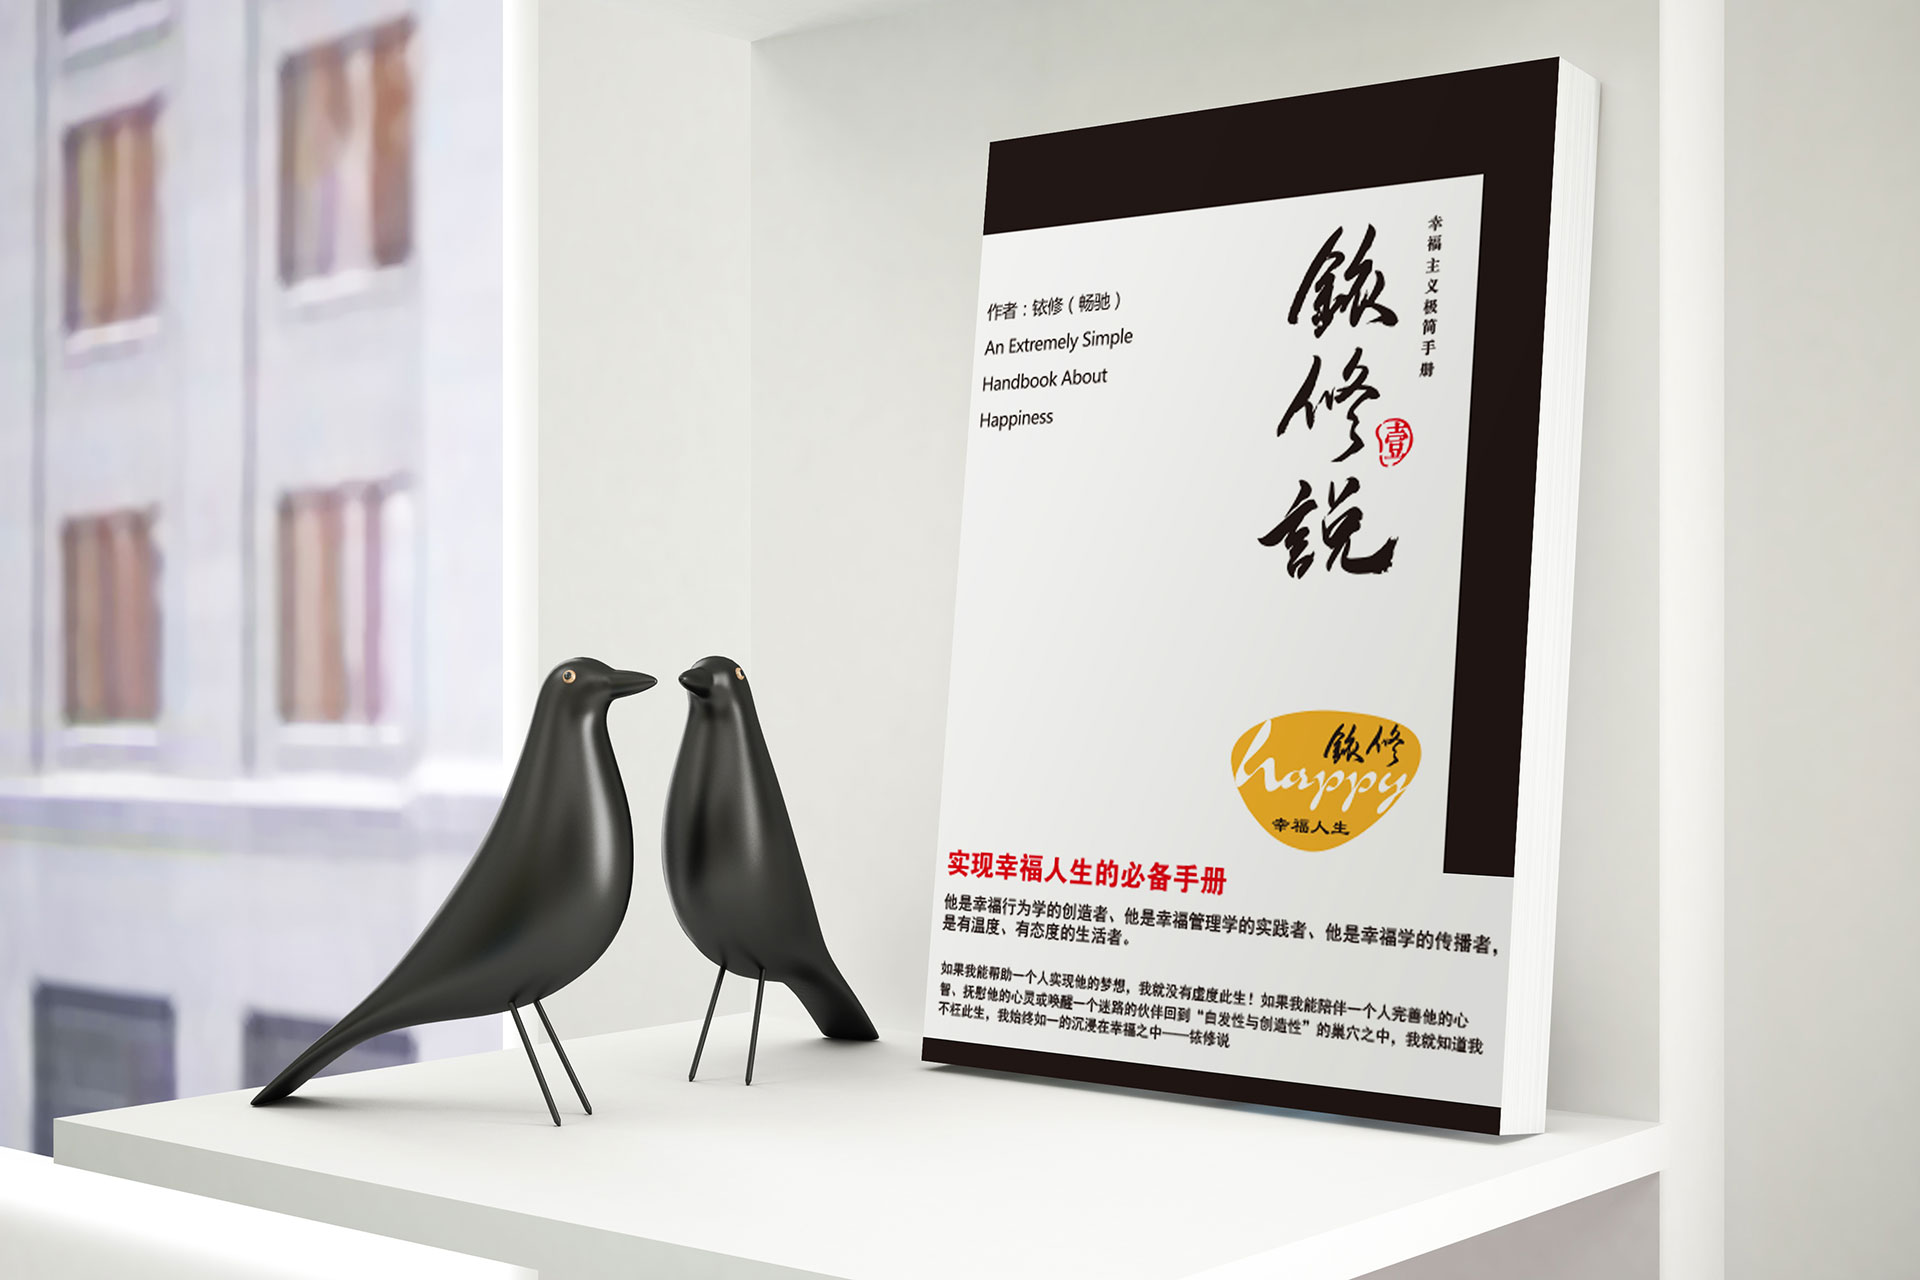 幸福主义极简手册
铱修説
壹
作者：铱修（畅驰）
An Extremely Simple
Handbook About
Happiness
铱修
happy
幸福人生
实现幸福人生的必备手册
他是幸福行为学的创造者、他是幸福管理学的实践者、他是幸福学的传播者，
是有温度、有态度的生活者。
如果我能帮助一个人实现他的梦想，我就没有虚度此生！如果我能陪伴一个人完善他的心
智、抚慰他的心灵或唤醒一个迷路的伙伴回到“自发性与创造性”的巢穴之中，我就知道我
不枉此生，我始终如一的沉浸在幸福之中——铱修说